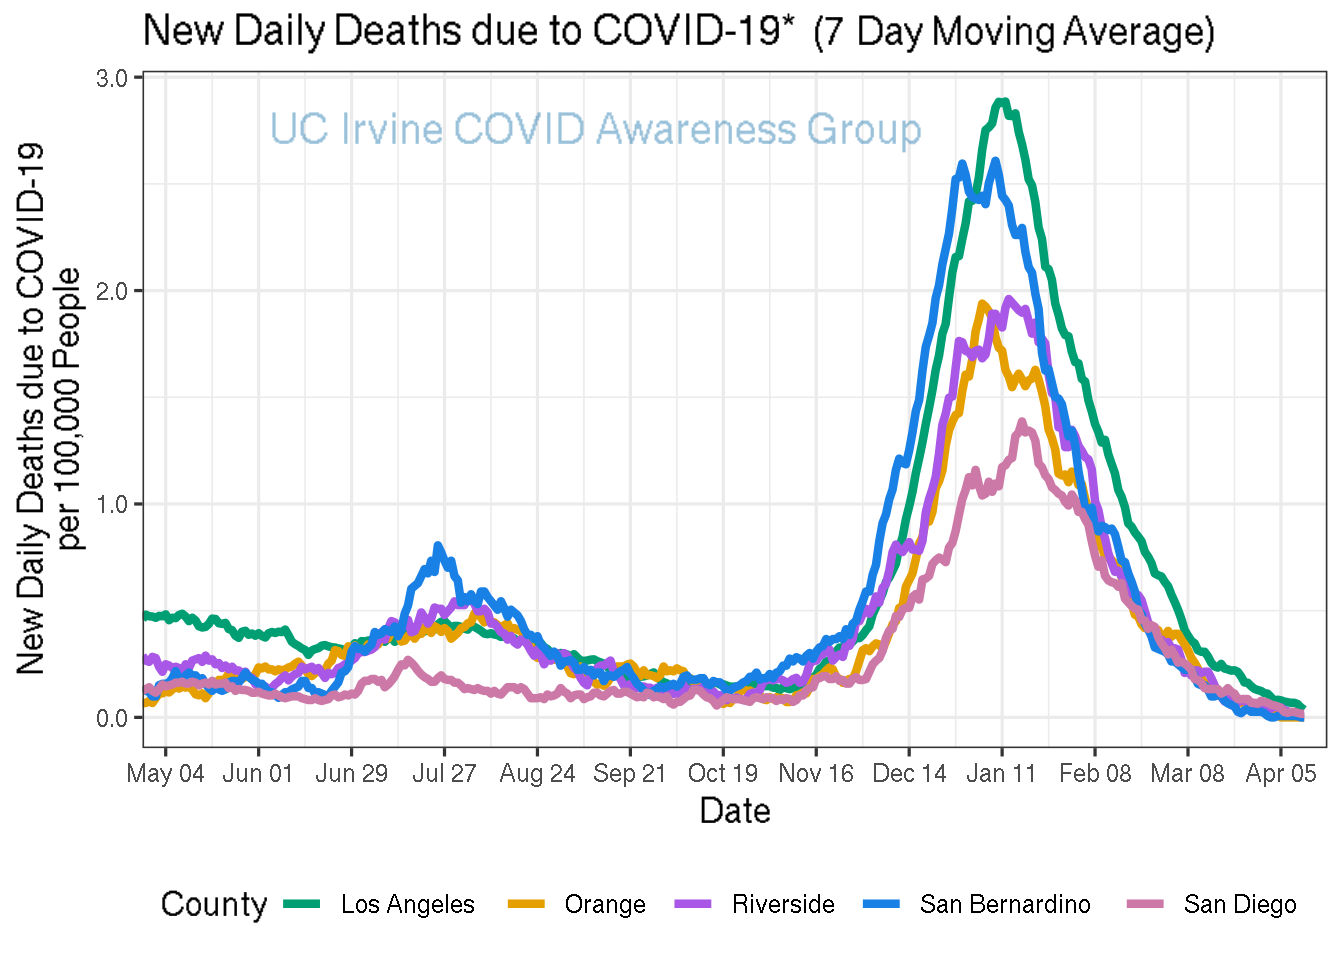 New Daily Deaths due to COVID-19* (7 Day Moving Average)
UC Irvine COVID Awareness Group
New Daily Deaths due to COVID-19
per 100,000 People
3.0
2.0
1.0
0.0
May 04 Jun 01 Jun 29 Jul 27 Aug 24 Sep 21 Oct 19 Nov 16 Dec 14 Jan 11 Feb 08 Mar 08 Apr 05
Date
County Los Angeles Orange Riverside San Bernardino San Diego